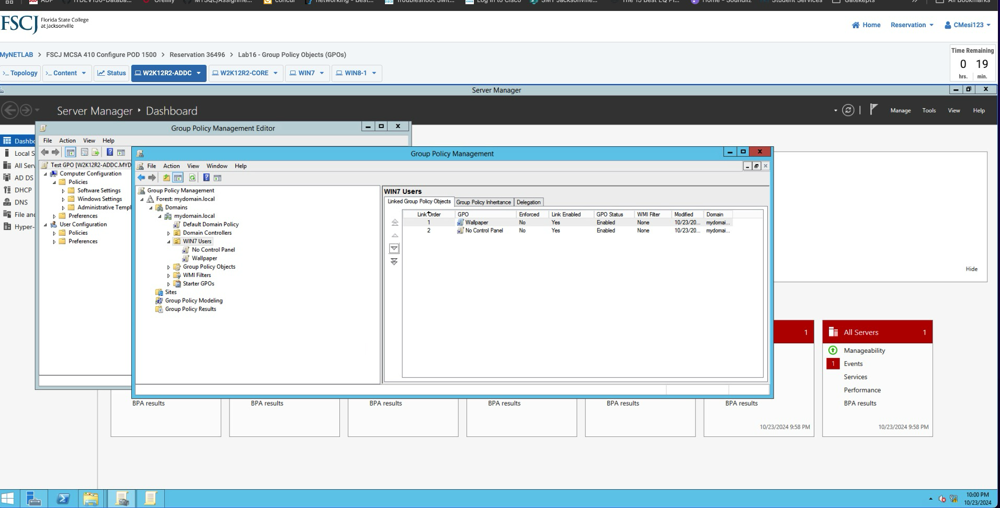 ADP
ITDEV150-Databa...
Oreilly
MYSQL/Assignme...
concur
networking - Best...
Troubleshoot Swit...
Log in to Cisco
SMT Jacksonville...
The 15 Best EQ Pl...
Home - Soundiiz
Student Services
Gatekepts
All Bookmarks
FSCJ
Florida State College
at Jacksonville
Home
Reservation
CMesi123
MyNETLAB > FSCJ MCSA 410 Configure POD 1500 > Reservation 36496 > Lab16 - Group Policy Objects (GPOs)
Time Remaining
0 19
hrs. min.
Topology
Content
Status
W2K12R2-ADDC
W2K12R2-CORE
WIN7
WIN8-1
Server Manager
Server Manager • Dashboard
Manage
Tools
View
Help
Dashbo
Local S
All Serv
AD DS
DHCP
DNS
File and
Hyper-
Group Policy Management Editor
File Action View Help
Test GPO [W2K12R2-ADDC.MYD
Computer Configuration
Policies
Software Settings
Windows Settings
Administrative Templ
Preferences
User Configuration
Policies
Preferences
Group Policy Management
File Action View Window Help
Group Policy Management
Forest: mydomain.local
Domains
mydomain.local
Default Domain Policy
Domain Controllers
WIN7 Users
No Control Panel
Wallpaper
Group Policy Objects
WMI Filters
Starter GPOs
Sites
Group Policy Modeling
Group Policy Results
WIN7 Users
Linked Group Policy Objects
Group Policy Inheritance
Delegation
Link Order GPO Enforced Link Enabled GPO Status WMI Filter Modified Domain
1 Wallpaper No Yes Enabled None 10/23/20... mydomai...
2 No Control Panel No Yes Enabled None 10/23/20... mydomai...
Hide
1
All Servers 1
Manageability
1 Events
Services
Performance
BPA results
BPA results
BPA results
BPA results
BPA results
BPA results
BPA results
10/23/2024 9:58 PM
10/23/2024 9:58 PM
10:00 PM
10/23/2024